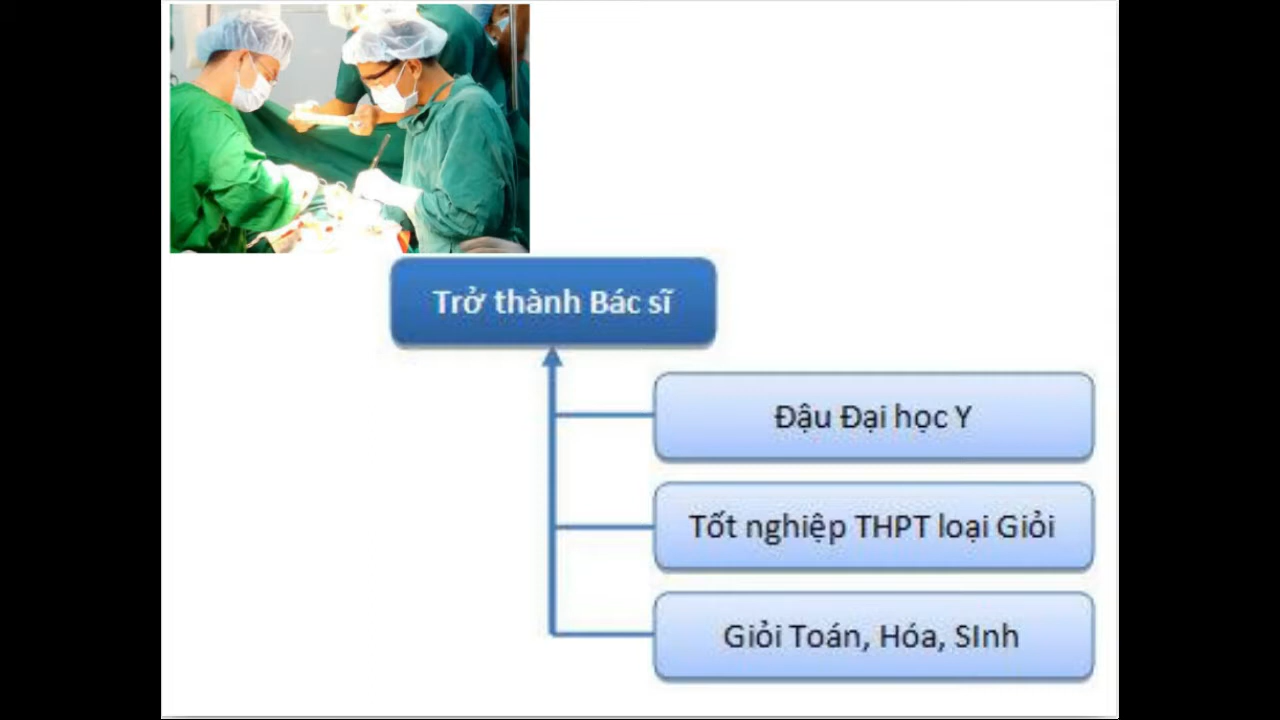 Trở thành Bác sĩ
Đậu Đại học Y
Tốt nghiệp THPT loại Giỏi
Giỏi Toán, Hóa, SInh